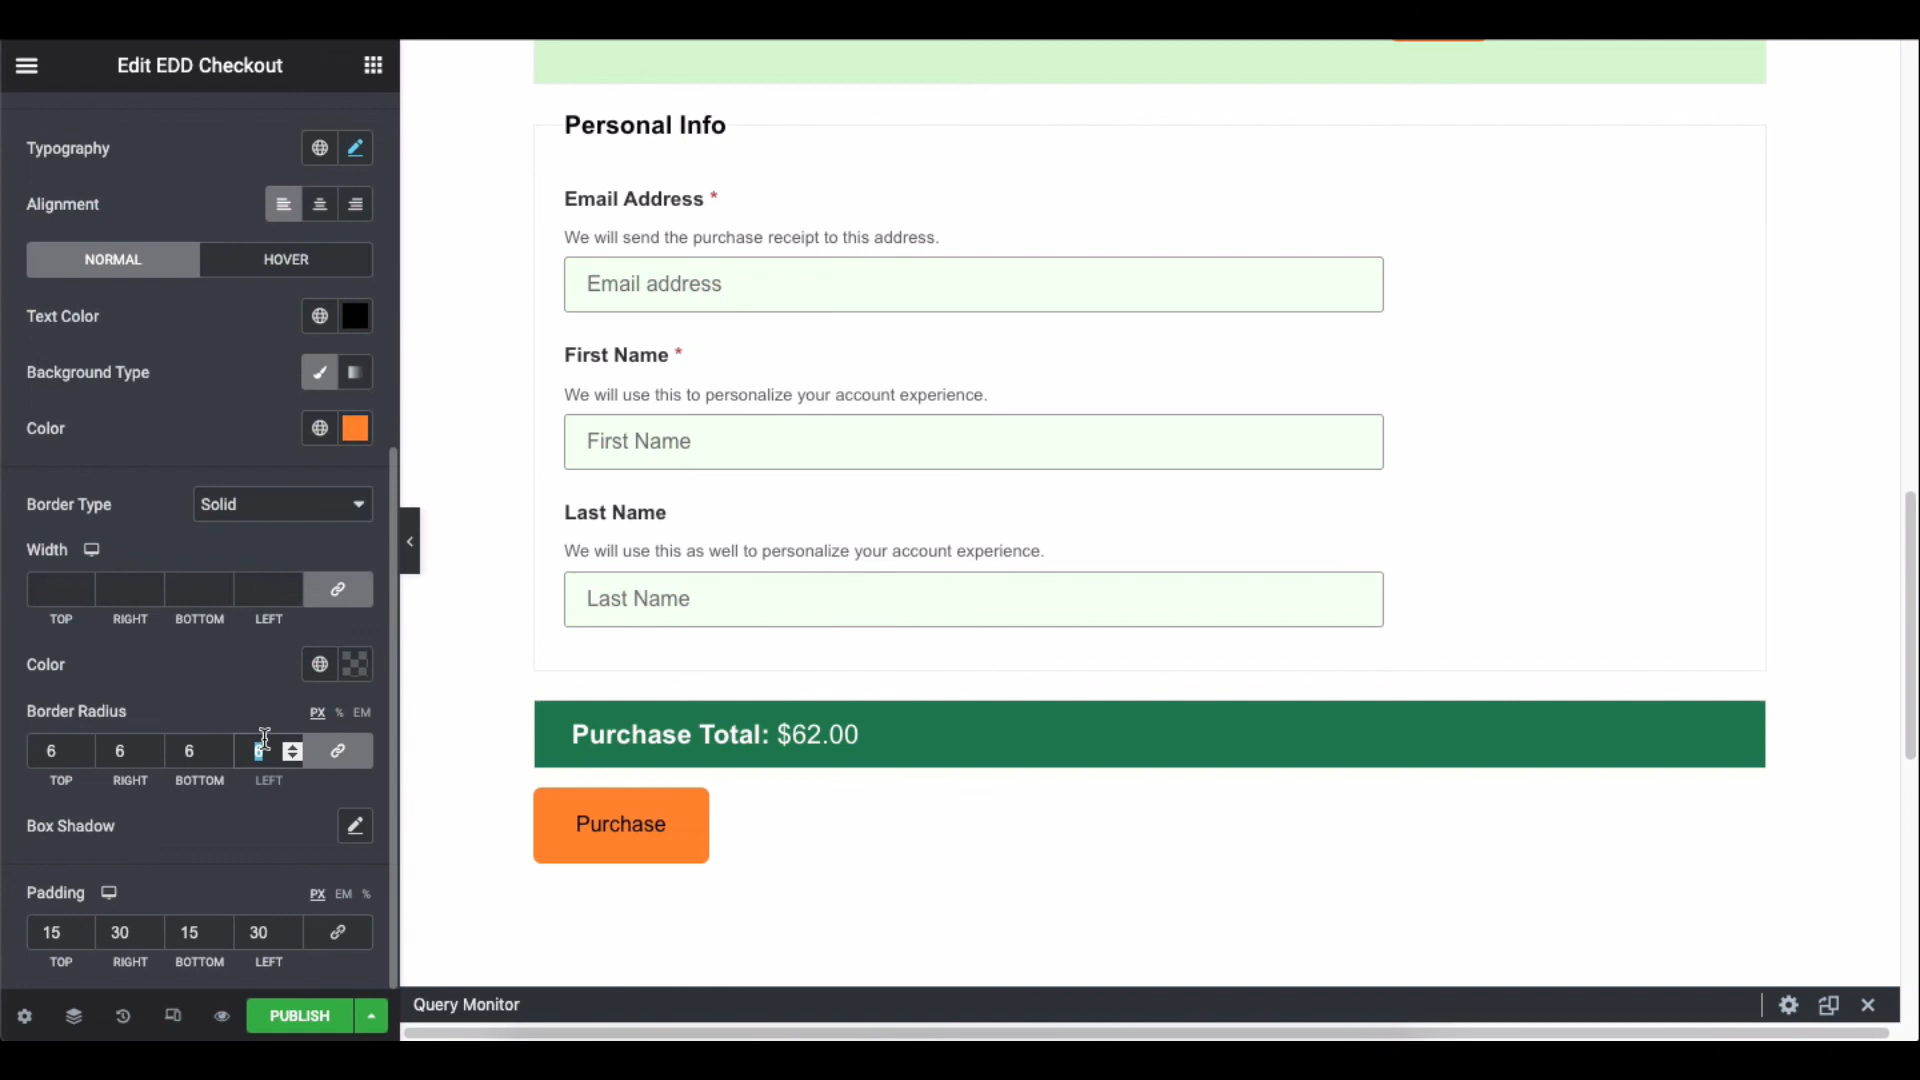 Edit EDD Checkout
Typography
Alignment
NORMAL HOVER
Text Color
Background Type
Color
Border Type Solid
Width
TOP RIGHT BOTTOM LEFT
Color
Border Radius PX % EM
6 6 6 6
TOP RIGHT BOTTOM LEFT
Box Shadow
Padding PX EM %
15 30 15 30
TOP RIGHT BOTTOM LEFT
PUBLISH
Personal Info
Email Address *
We will send the purchase receipt to this address.
Email address
First Name *
We will use this to personalize your account experience.
First Name
Last Name
We will use this as well to personalize your account experience.
Last Name
Purchase Total: $62.00
Purchase
Query Monitor